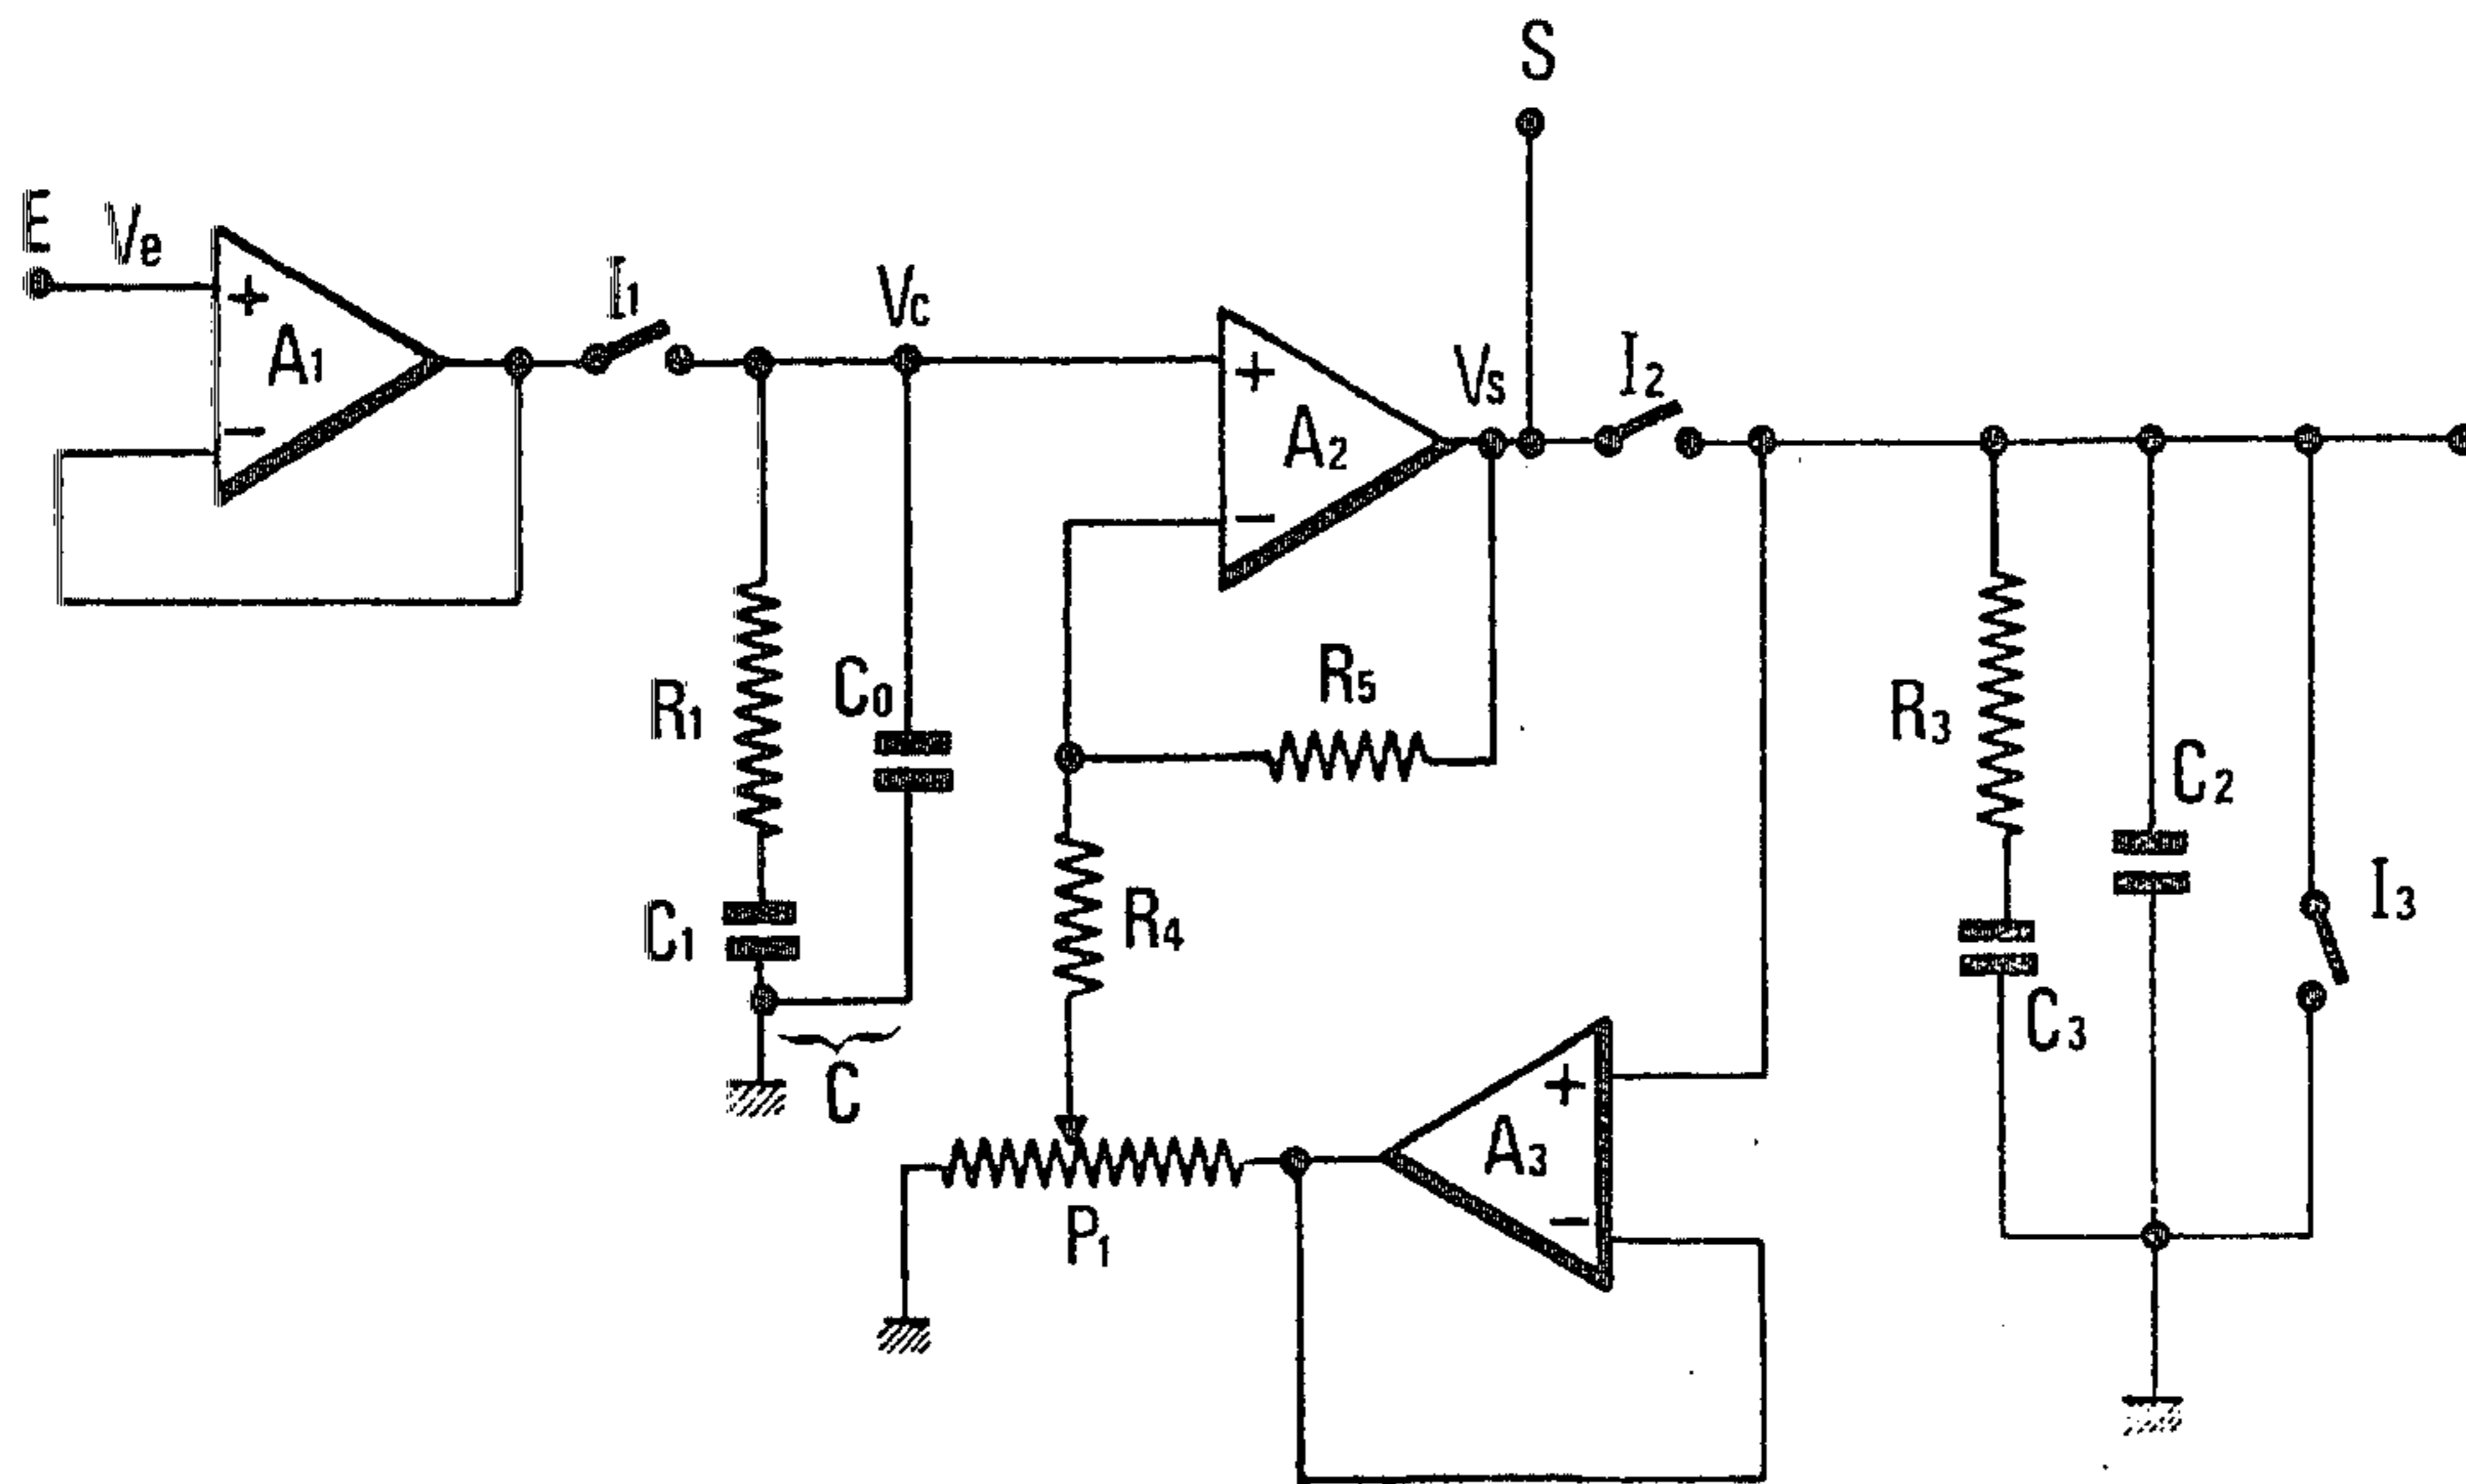 S
E
Ve
+
A1
−
I1
Vc
+
A2
−
Vs
I2
R1
C0
R5
R3
C2
C1
R4
C3
I3
C
+
A3
−
P1